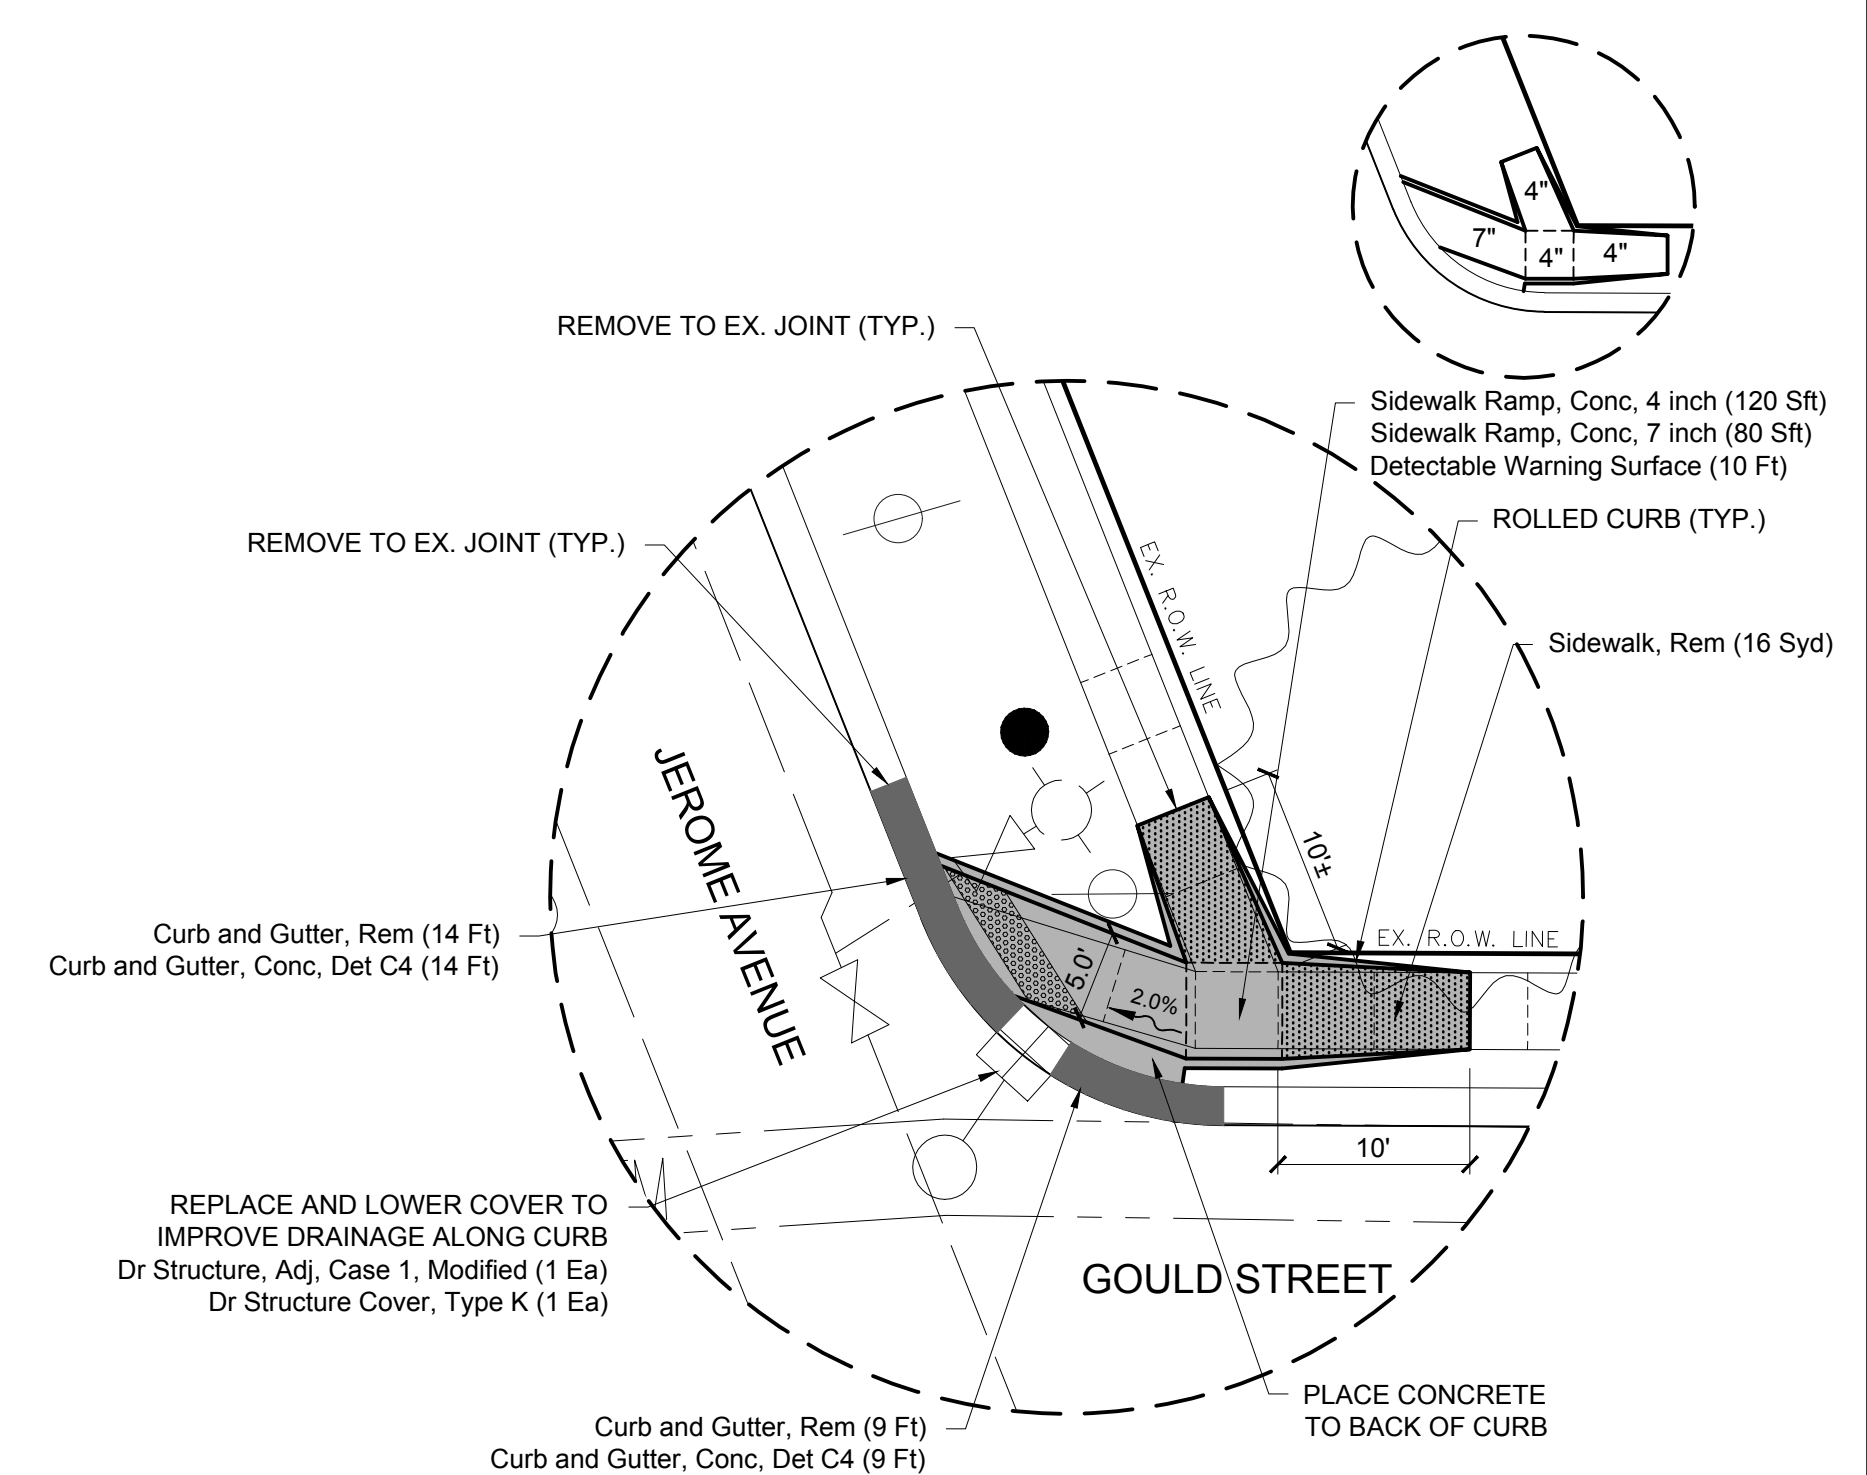 4"
7"
4"
4"
REMOVE TO EX. JOINT (TYP.)
Sidewalk Ramp, Conc, 4 inch (120 Sft)
Sidewalk Ramp, Conc, 7 inch (80 Sft)
Detectable Warning Surface (10 Ft)
ROLLED CURB (TYP.)
REMOVE TO EX. JOINT (TYP.)
EX. R.O.W. LINE
Sidewalk, Rem (16 Syd)
JEROME AVENUE
10'±
Curb and Gutter, Rem (14 Ft)
Curb and Gutter, Conc, Det C4 (14 Ft)
EX. R.O.W. LINE
5.0'
2.0%
10'
REPLACE AND LOWER COVER TO
IMPROVE DRAINAGE ALONG CURB
Dr Structure, Adj, Case 1, Modified (1 Ea)
Dr Structure Cover, Type K (1 Ea)
GOULD STREET
PLACE CONCRETE
TO BACK OF CURB
Curb and Gutter, Rem (9 Ft)
Curb and Gutter, Conc, Det C4 (9 Ft)